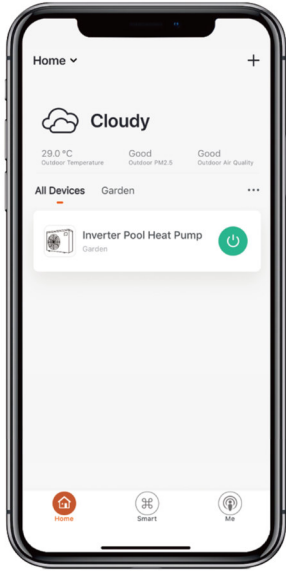 Home
Cloudy
29.0 °C Good Good
Outdoor Temperature Outdoor PM2.5 Outdoor Air Quality
All Devices Garden
Inverter Pool Heat Pump
Garden
Home Smart Me